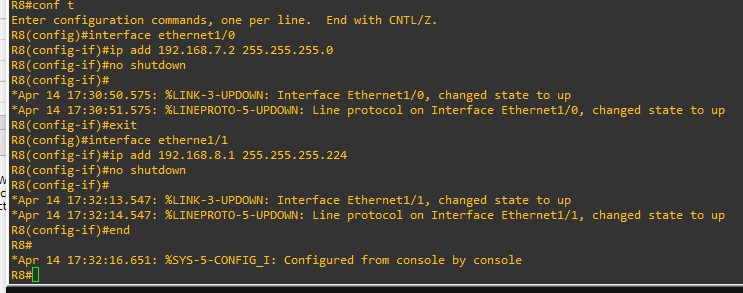 R8#conf t
Enter configuration commands, one per line.  End with CNTL/Z.
R8(config)#interface ethernet1/0
R8(config-if)#ip add 192.168.7.2 255.255.255.0
R8(config-if)#no shutdown
R8(config-if)#
*Apr 14 17:30:50.575: %LINK-3-UPDOWN: Interface Ethernet1/0, changed state to up
*Apr 14 17:30:51.575: %LINEPROTO-5-UPDOWN: Line protocol on Interface Ethernet1/0, changed state to up
R8(config-if)#exit
R8(config)#interface etherne1/1
R8(config-if)#ip add 192.168.8.1 255.255.255.224
R8(config-if)#no shutdown
R8(config-if)#
*Apr 14 17:32:13.547: %LINK-3-UPDOWN: Interface Ethernet1/1, changed state to up
*Apr 14 17:32:14.547: %LINEPROTO-5-UPDOWN: Line protocol on Interface Ethernet1/1, changed state to up
R8(config-if)#end
R8#
*Apr 14 17:32:16.651: %SYS-5-CONFIG_I: Configured from console by console
R8#